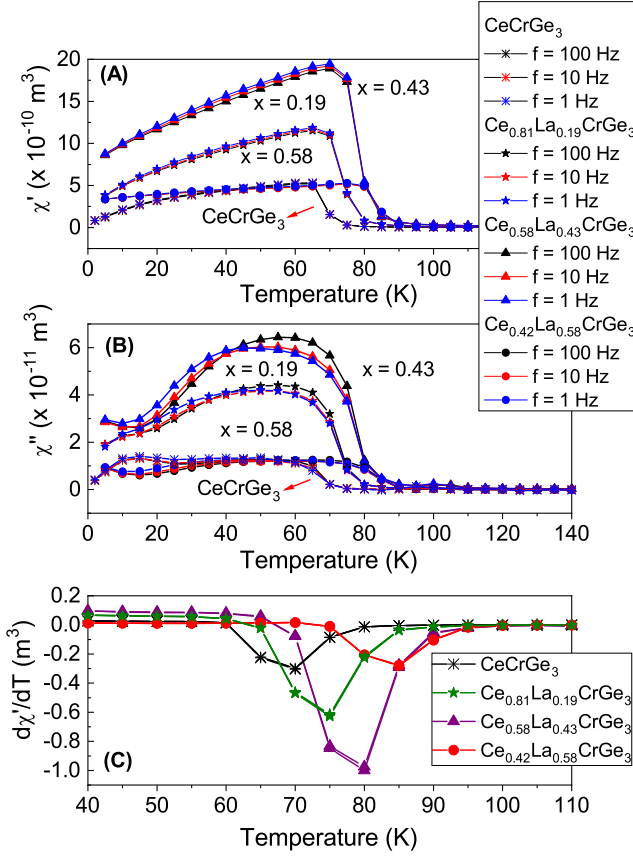 (A)
χ' (x 10⁻¹⁰ m³)
20
15
10
5
0
x = 0.19
x = 0.43
x = 0.58
CeCrGe₃
0 20 40 60 80 100
Temperature (K)
CeCrGe₃
f = 100 Hz
f = 10 Hz
f = 1 Hz
Ce₀.₈₁La₀.₁₉CrGe₃
f = 100 Hz
f = 10 Hz
f = 1 Hz
Ce₀.₅₈La₀.₄₃CrGe₃
f = 100 Hz
f = 10 Hz
f = 1 Hz
Ce₀.₄₂La₀.₅₈CrGe₃
f = 100 Hz
f = 10 Hz
f = 1 Hz
(B)
χ'' (x 10⁻¹¹ m³)
6
4
2
0
x = 0.19
x = 0.43
x = 0.58
CeCrGe₃
0 20 40 60 80 100 120 140
Temperature (K)
dχ'/dT (m³)
0.2
0.0
-0.2
-0.4
-0.6
-0.8
-1.0
(C)
CeCrGe₃
Ce₀.₈₁La₀.₁₉CrGe₃
Ce₀.₅₈La₀.₄₃CrGe₃
Ce₀.₄₂La₀.₅₈CrGe₃
40 50 60 70 80 90 100 110
Temperature (K)